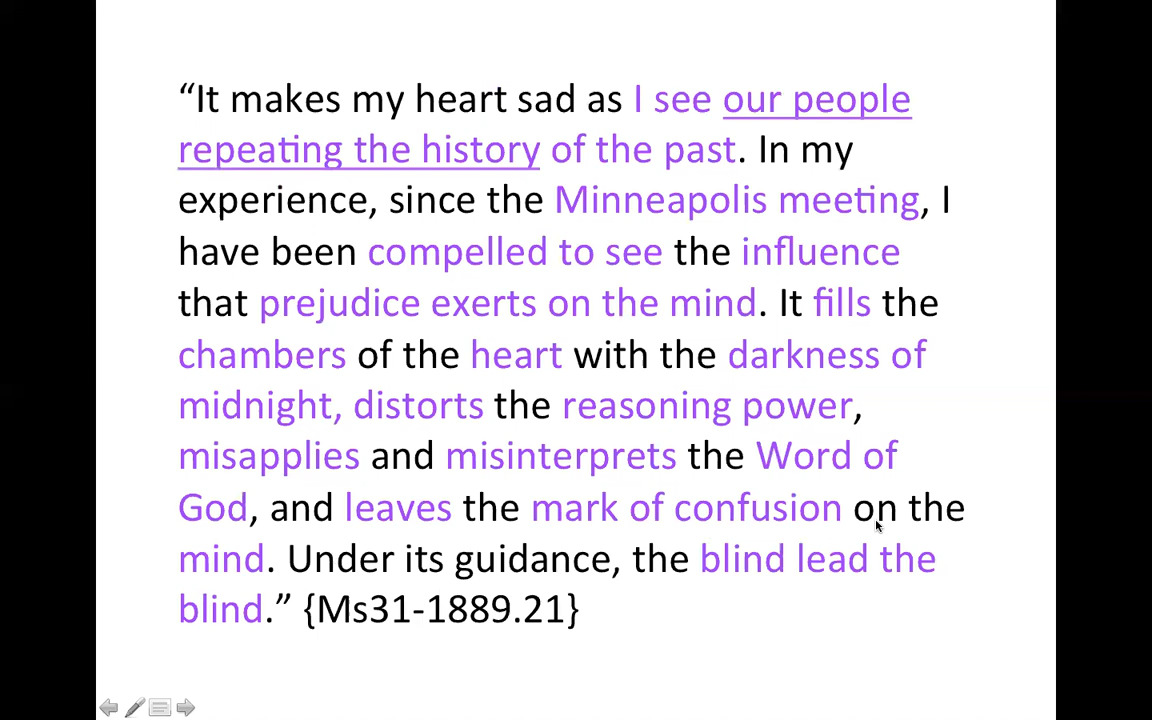 “It makes my heart sad as I see our people
repeating the history of the past. In my
experience, since the Minneapolis meeting, I
have been compelled to see the influence
that prejudice exerts on the mind. It fills the
chambers of the heart with the darkness of
midnight, distorts the reasoning power,
misapplies and misinterprets the Word of
God, and leaves the mark of confusion on the
mind. Under its guidance, the blind lead the
blind.” {Ms31-1889.21}